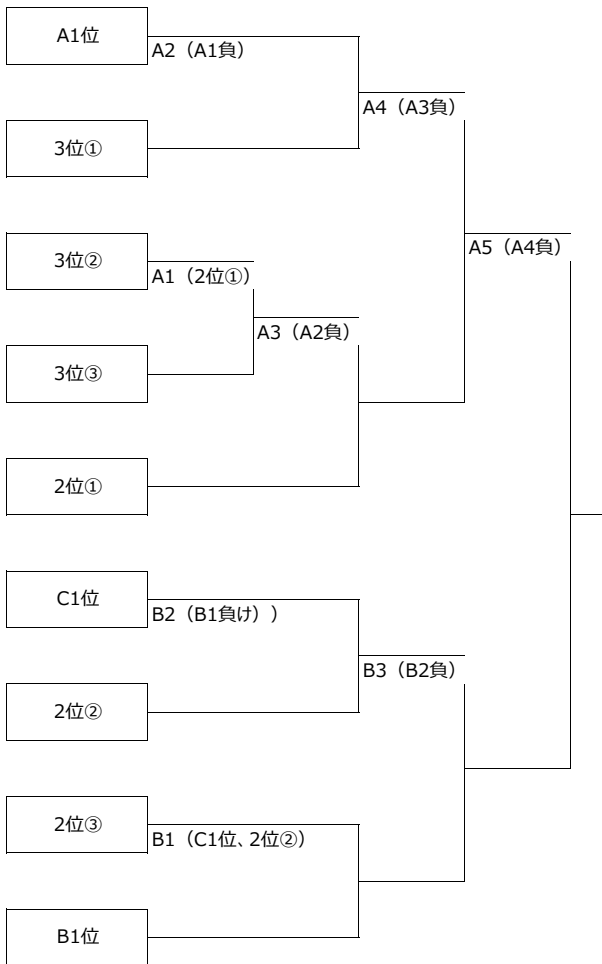 A1位
A2（A1負）
A4（A3負）
3位①
3位②
A5（A4負）
A1（2位①）
A3（A2負）
3位③
2位①
C1位
B2（B1負け））
B3（B2負）
2位②
2位③
B1（C1位、2位②）
B1位